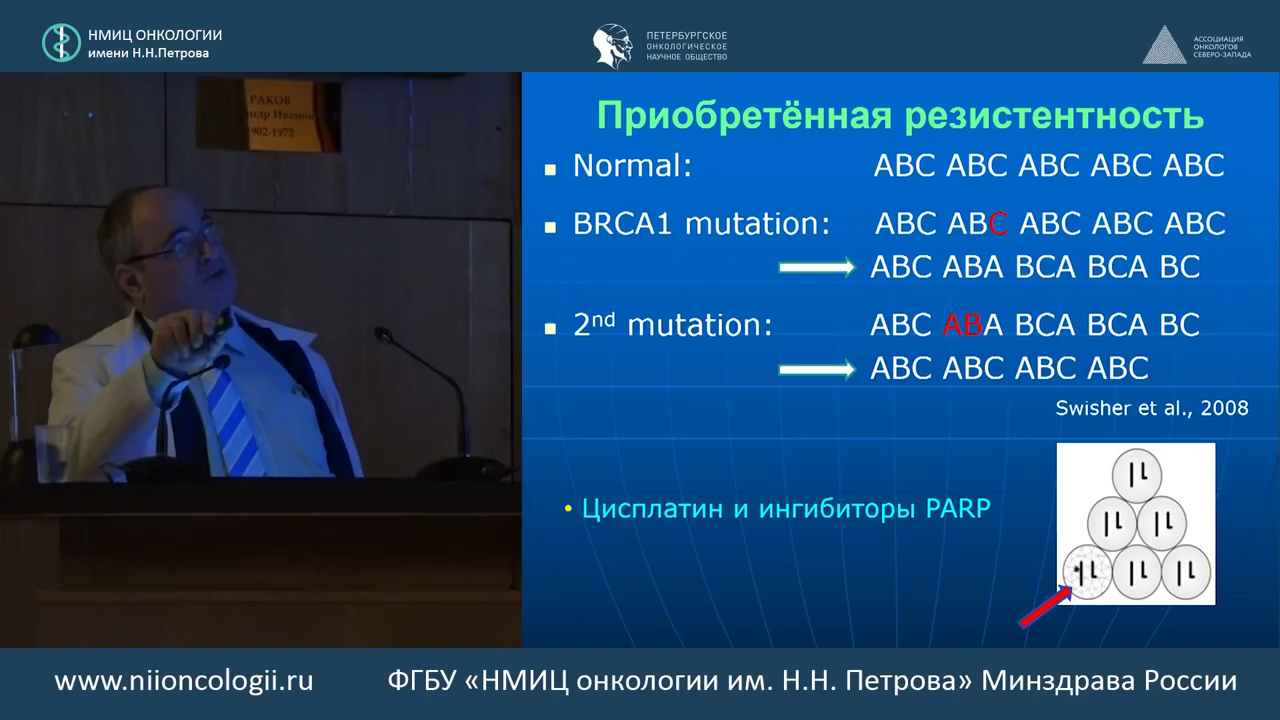 НМИЦ ОНКОЛОГИИ
имени Н.Н.Петрова
ПЕТЕРБУРГСКОЕ
ОНКОЛОГИЧЕСКОЕ
НАУЧНОЕ ОБЩЕСТВО
АССОЦИАЦИЯ
ОНКОЛОГОВ
СЕВЕРО-ЗАПАДА
РАКОВ
1902-1972
Приобретённая резистентность
Normal: ABC ABC ABC ABC ABC
BRCA1 mutation: ABC ABC ABC ABC ABC
ABC ABA BCA BCA BC
2nd mutation: ABC ABA BCA BCA BC
ABC ABC ABC ABC
Swisher et al., 2008
• Цисплатин и ингибиторы PARP
www.niioncologii.ru
ФГБУ «НМИЦ онкологии им. Н.Н. Петрова» Минздрава России